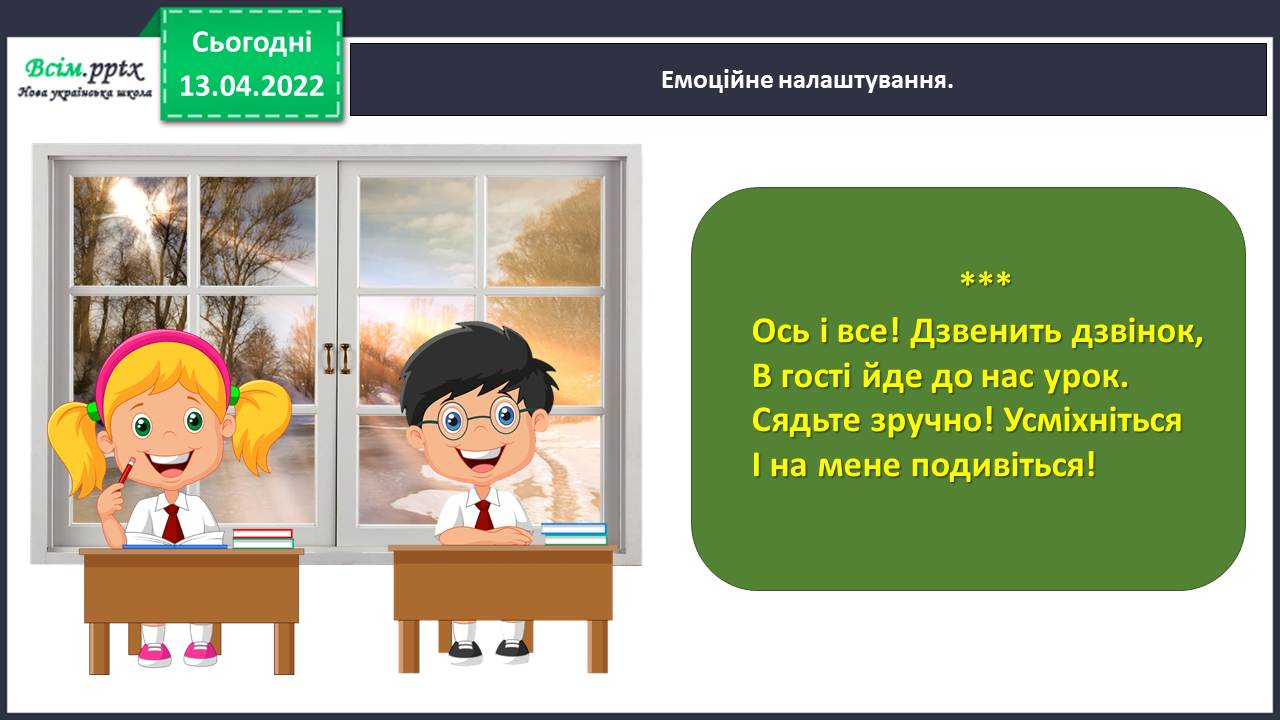 Всім.pptx
Нова українська школа
Сьогодні
13.04.2022
Емоційне налаштування.
***
Ось і все! Дзвенить дзвінок,
В гості йде до нас урок.
Сядьте зручно! Усміхніться
І на мене подивіться!